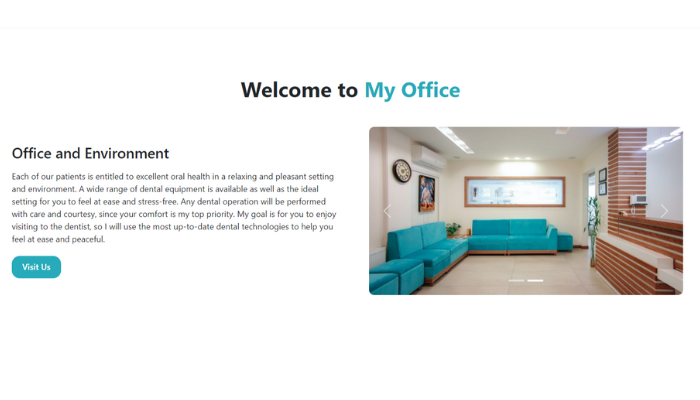 Welcome to My Office
Office and Environment
Each of our patients is entitled to excellent oral health in a relaxing and pleasant setting
and environment. A wide range of dental equipment is available as well as the ideal
setting for you to feel at ease and stress-free. Any dental operation will be performed
with care and courtesy, since your comfort is my top priority. My goal is for you to enjoy
visiting to the dentist, so I will use the most up-to-date dental technologies to help you
feel at ease and peaceful.
Visit Us